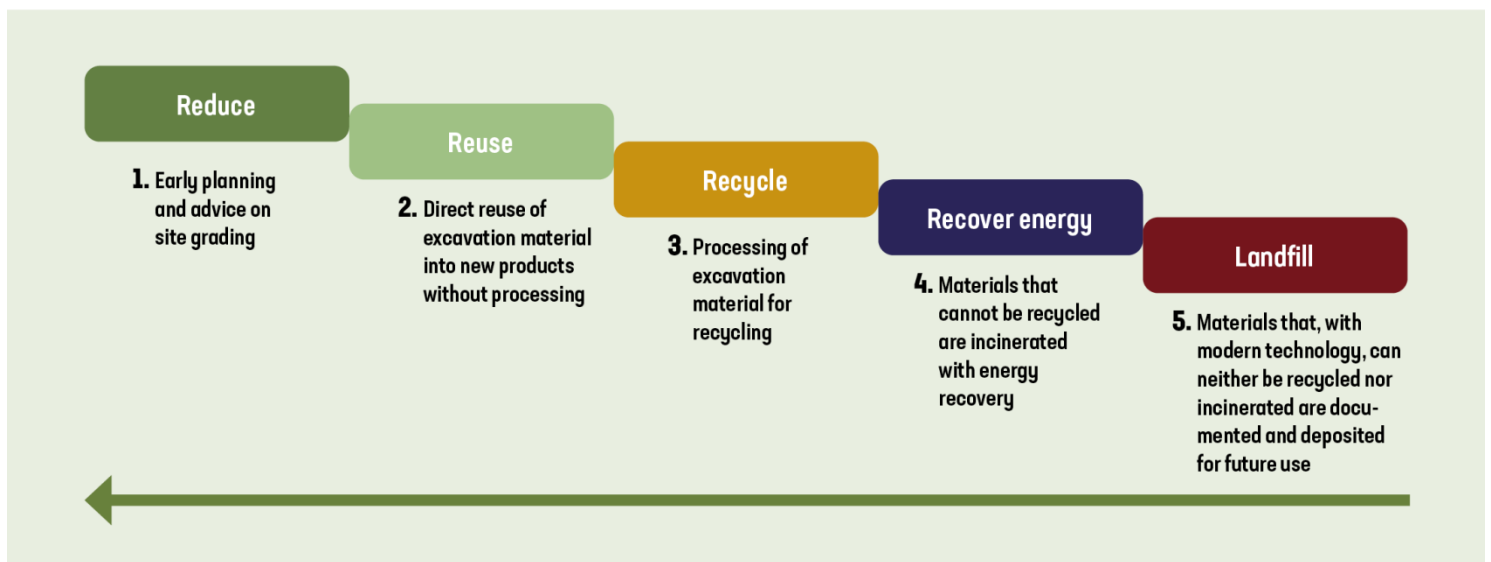 Reduce
1. Early planning
and advice on
site grading
Reuse
2. Direct reuse of
excavation material
into new products
without processing
Recycle
3. Processing of
excavation
material for
recycling
Recover energy
4. Materials that
cannot be recycled
are incinerated
with energy
recovery
Landfill
5. Materials that, with
modern technology, can
neither be recycled nor
incinerated are docu-
mented and deposited
for future use